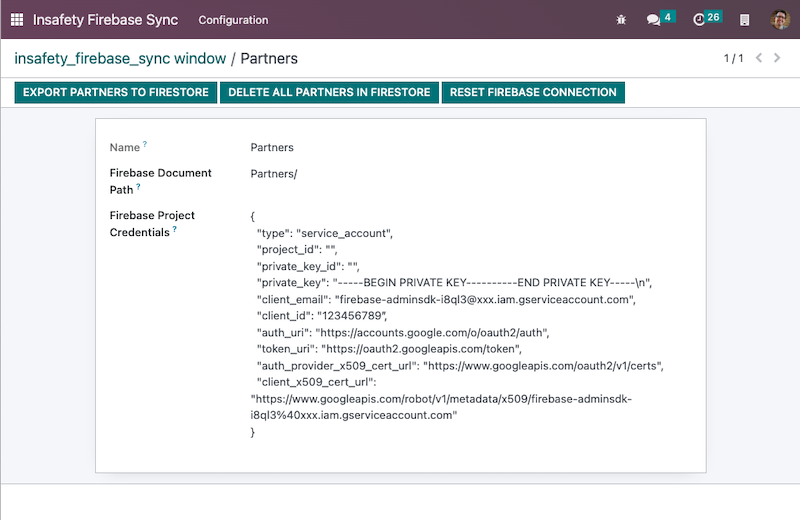 Insafety Firebase Sync Configuration 4 26
insafety_firebase_sync window / Partners 1 / 1
EXPORT PARTNERS TO FIRESTORE DELETE ALL PARTNERS IN FIRESTORE RESET FIREBASE CONNECTION
Name ? Partners
Firebase Document Partners/
Path ?
Firebase Project {
Credentials ? "type": "service_account",
"project_id": "",
"private_key_id": "",
"private_key": "-----BEGIN PRIVATE KEY----------END PRIVATE KEY-----\n",
"client_email": "firebase-adminsdk-i8ql3@xxx.iam.gserviceaccount.com",
"client_id": "123456789",
"auth_uri": "https://accounts.google.com/o/oauth2/auth",
"token_uri": "https://oauth2.googleapis.com/token",
"auth_provider_x509_cert_url": "https://www.googleapis.com/oauth2/v1/certs",
"client_x509_cert_url":
"https://www.googleapis.com/robot/v1/metadata/x509/firebase-adminsdk-
i8ql3%40xxx.iam.gserviceaccount.com"
}